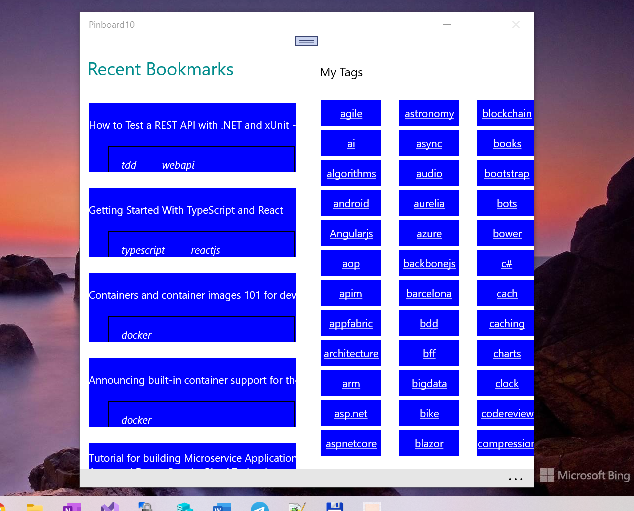 Pinboard10
Recent Bookmarks
How to Test a REST API with .NET and xUnit -
tdd webapi
Getting Started With TypeScript and React
typescript reactjs
Containers and container images 101 for dev
docker
Announcing built-in container support for th
docker
Tutorial for building Microservice Application
My Tags
agile astronomy blockchain
ai async books
algorithms audio bootstrap
android aurelia bots
Angularjs azure bower
aop backbonejs c#
apim barcelona cach
appfabric bdd caching
architecture bff charts
arm bigdata clock
asp.net bike codereview
aspnetcore blazor compression
...
Microsoft Bing